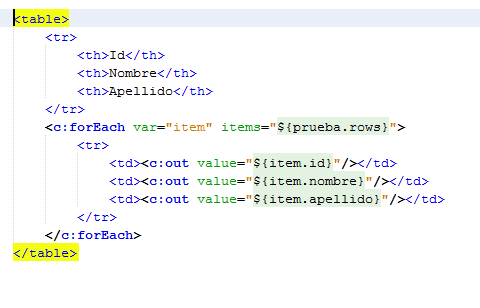 <table>
<tr>
<th>Id</th>
<th>Nombre</th>
<th>Apellido</th>
</tr>
<c:forEach var="item" items="${prueba.rows}">
<tr>
<td><c:out value="${item.id}"/></td>
<td><c:out value="${item.nombre}"/></td>
<td><c:out value="${item.apellido}"/></td>
</tr>
</c:forEach>
</table>